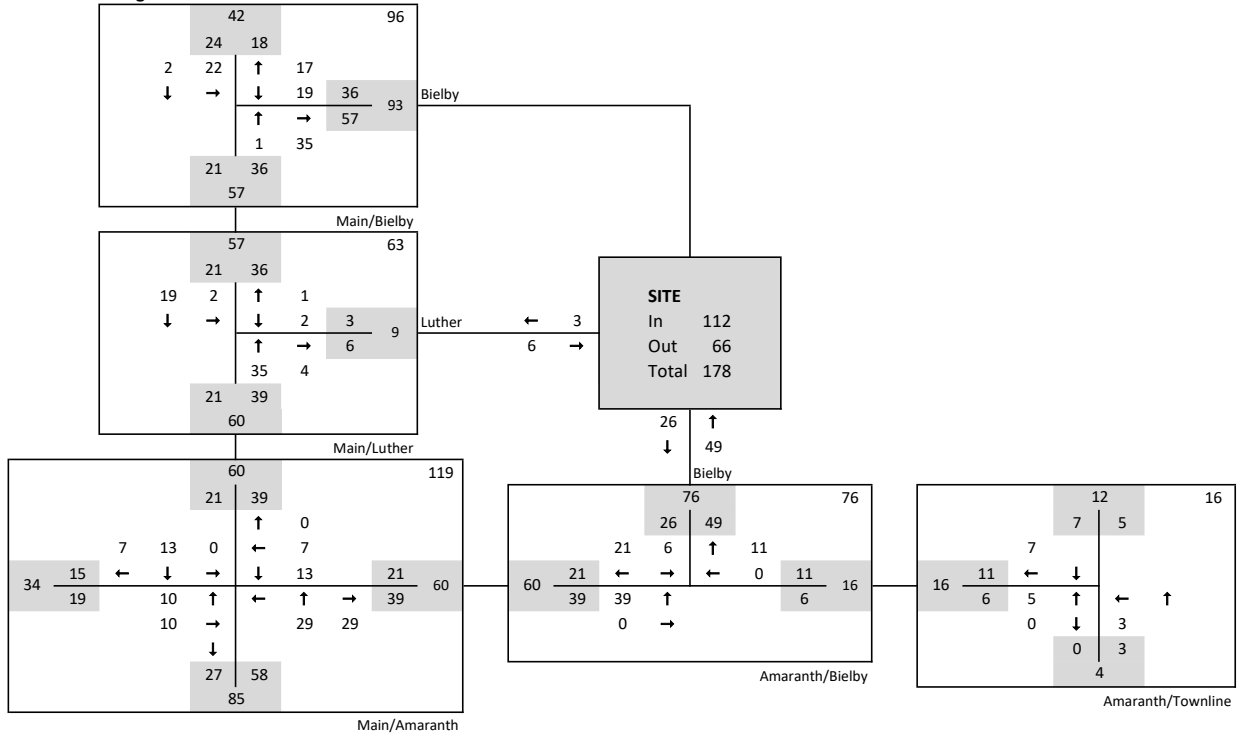 42 96
24 18
2 22 ↑ 17
↓ → ↓ 19 36 93 Bielby
↑ → 57
1 35
21 36
57
Main/Bielby
57 63
21 36
19 2 ↑ 1
↓ → ↓ 2 3 9 Luther
↑ → 6
35 4
21 39
60
Main/Luther
← 3
6 →
SITE
In 112
Out 66
Total 178
26 ↑
↓ 49
Bielby
60 119
21 39
↑ 0
7 13 0 ← 7
34 15 ← ↓ → ↓ 13 21 60
19 10 ↑ ← ↑ → 39
10 → 29 29
↓
27 58
85
Main/Amaranth
76 76
26 49
21 6 ↑ 11
60 21 ← → ← 0 11 16
39 39 ↑ 6
0 →
Amaranth/Bielby
12 16
7 5
7
16 11 ← ↓
6 5 ↑ ← ↑
0 ↓ 3
0 3
4
Amaranth/Townline